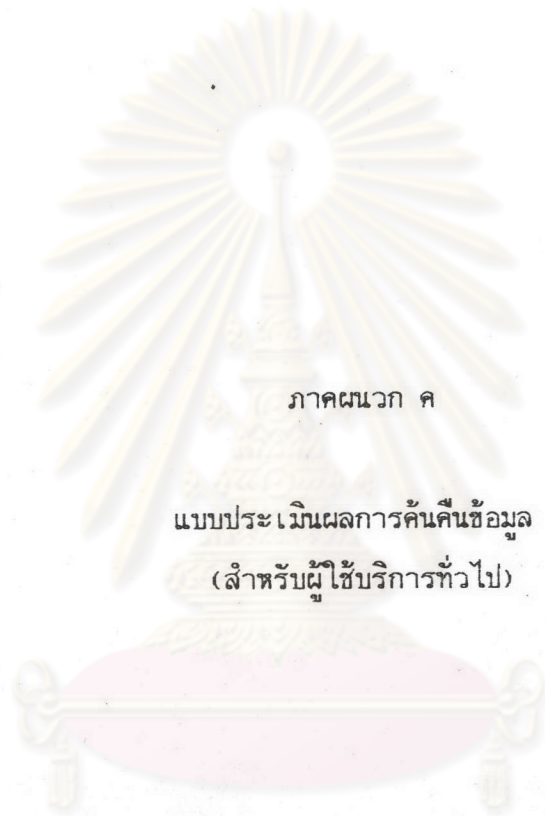 ภาคผนวก ค
แบบประเมินผลการค้นคืนข้อมูล
(สำหรับผู้ใช้บริการทั่วไป)